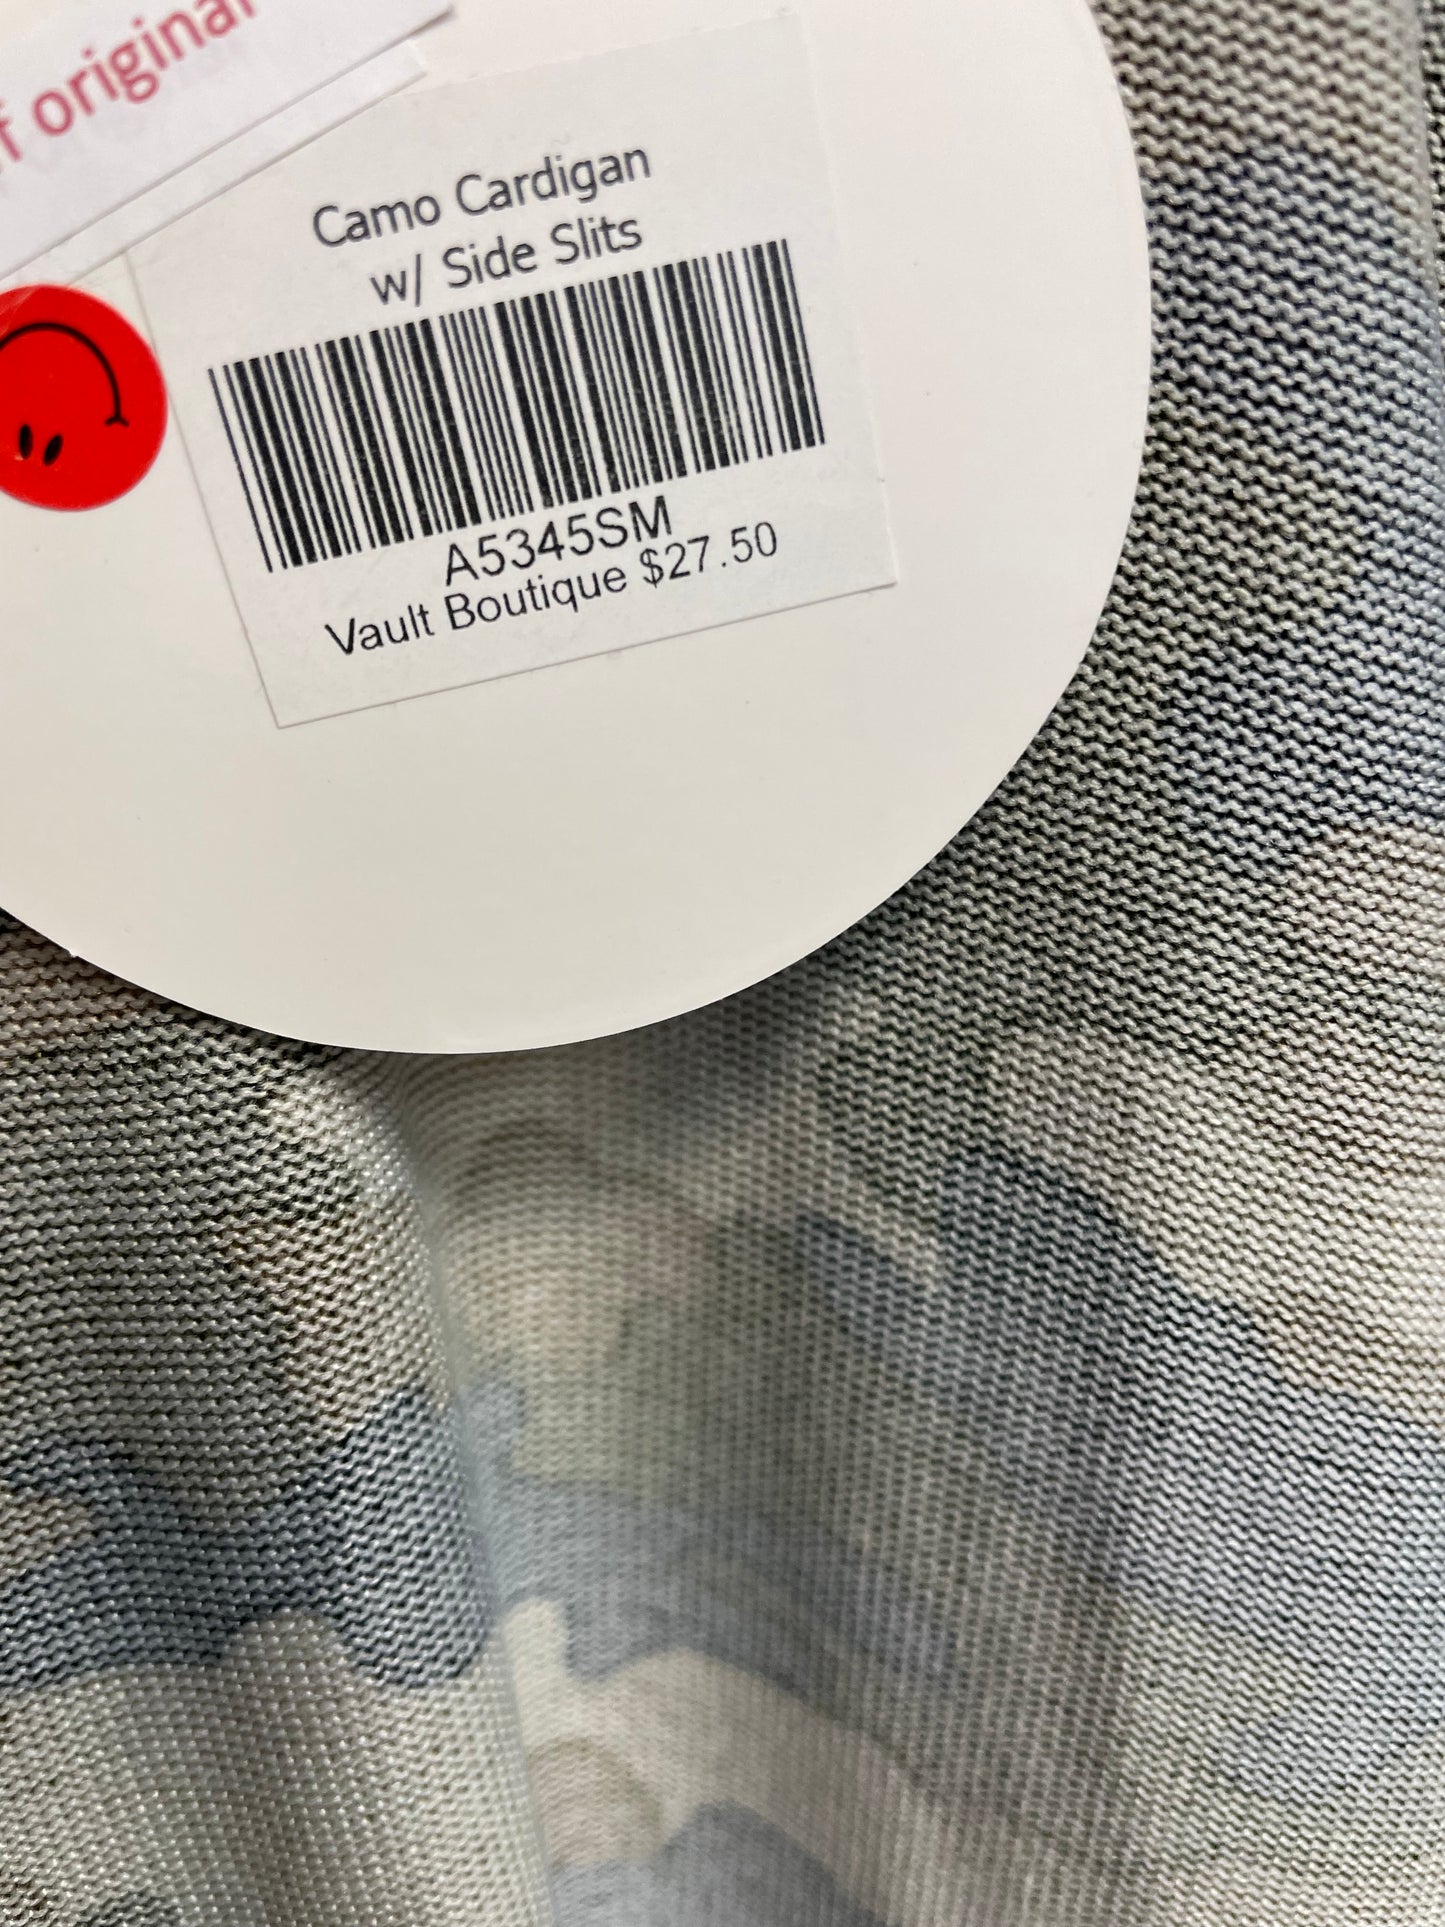 f original
Camo Cardigan
w/ Side Slits
A5345SM
Vault Boutique $27.50